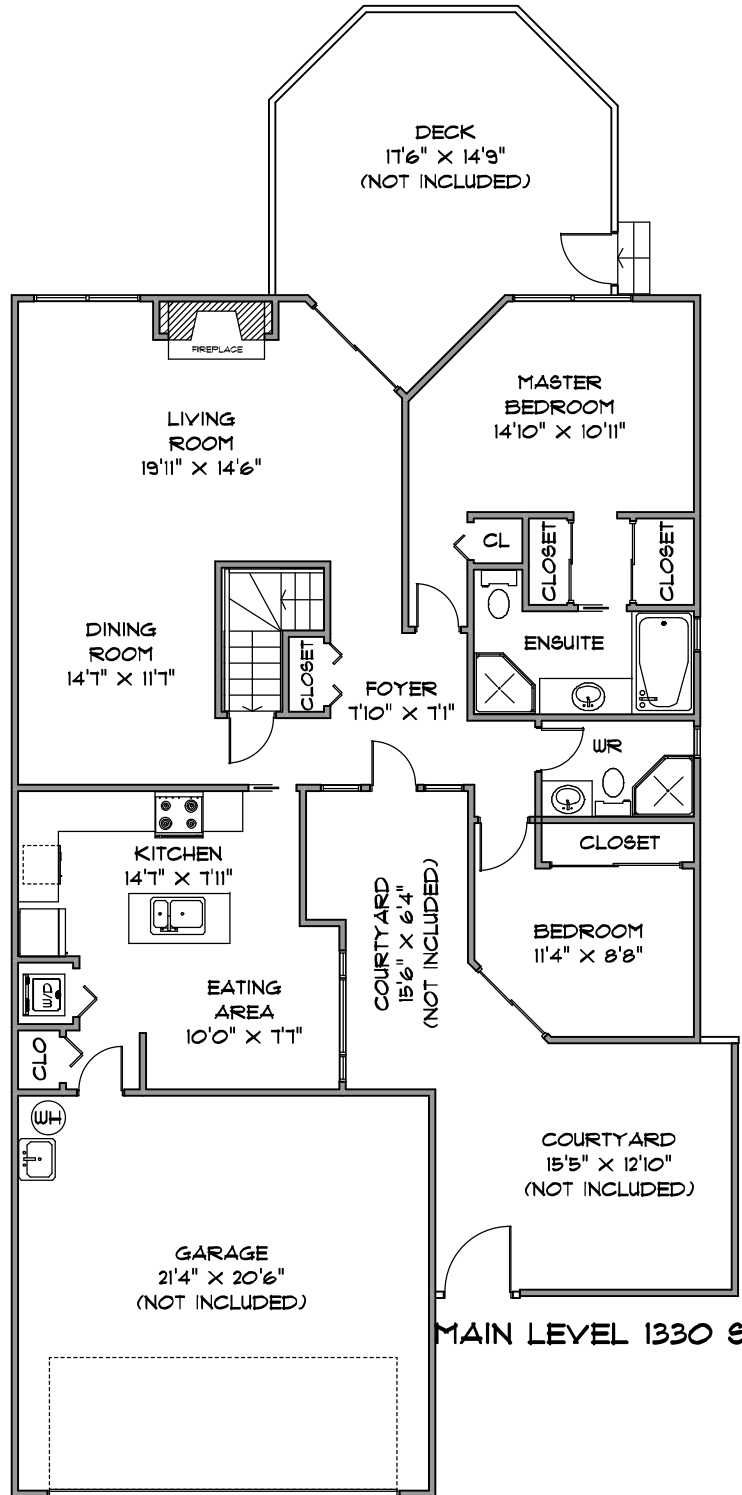 DECK
17'6" X 14'9"
(NOT INCLUDED)
FIREPLACE
LIVING
ROOM
19'11" X 14'6"
MASTER
BEDROOM
14'10" X 10'11"
CL
CLOSET
CLOSET
DINING
ROOM
14'7" X 11'7"
CLOSET
ENSUITE
FOYER
7'10" X 7'1"
WR
CLOSET
KITCHEN
14'7" X 7'11"
COURTYARD
15'6" X 6'4"
(NOT INCLUDED)
BEDROOM
11'4" X 8'8"
W/D
EATING
AREA
10'0" X 7'7"
CLO
WH
COURTYARD
15'5" X 12'10"
(NOT INCLUDED)
GARAGE
21'4" X 20'6"
(NOT INCLUDED)
MAIN LEVEL 1330 S